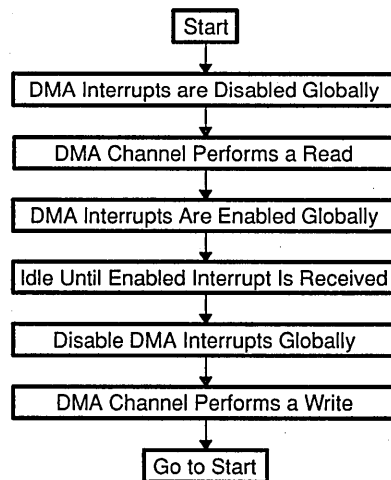 Start
DMA Interrupts are Disabled Globally
DMA Channel Performs a Read
DMA Interrupts Are Enabled Globally
Idle Until Enabled Interrupt Is Received
Disable DMA Interrupts Globally
DMA Channel Performs a Write
Go to Start